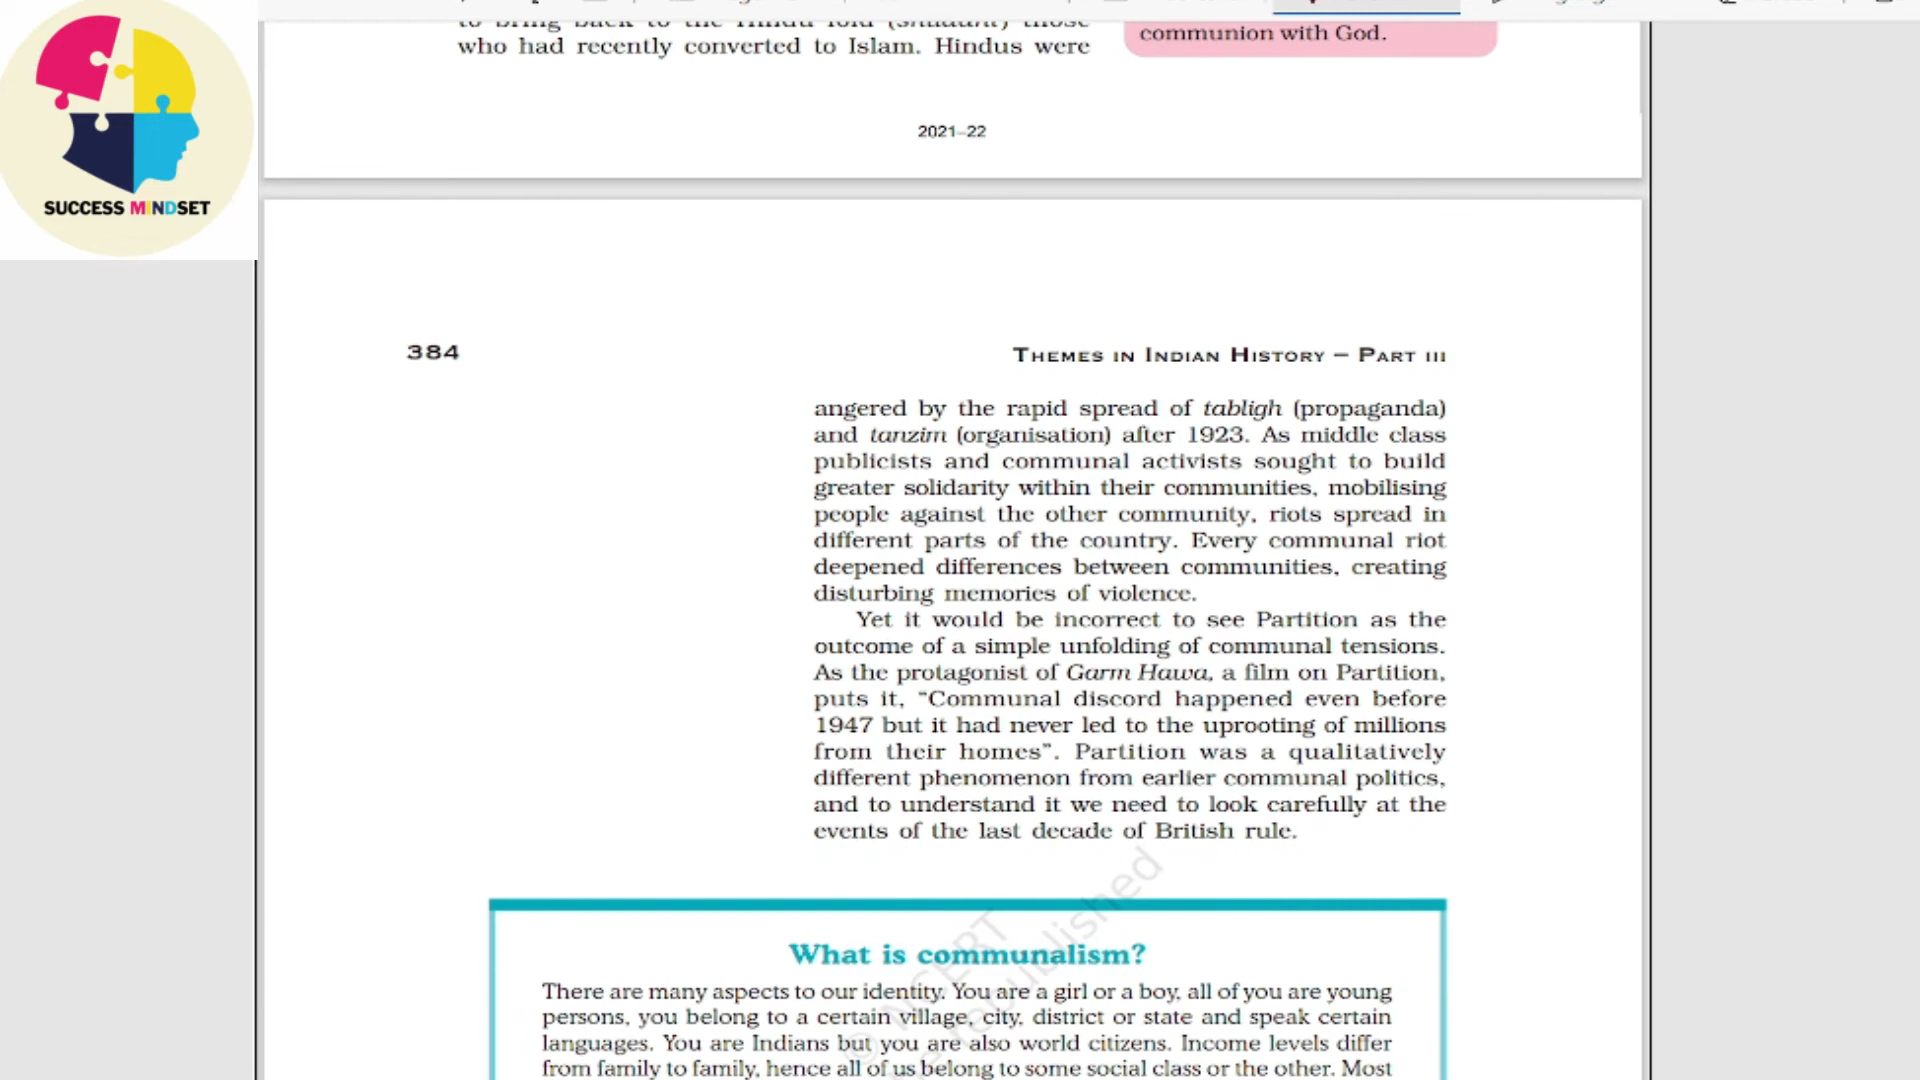 to bring back to the Hindu fold (shuddhi) those
who had recently converted to Islam. Hindus were
communion with God.
2021–22
SUCCESS MINDSET
384
THEMES IN INDIAN HISTORY – PART III
angered by the rapid spread of tabligh (propaganda)
and tanzim (organisation) after 1923. As middle class
publicists and communal activists sought to build
greater solidarity within their communities, mobilising
people against the other community, riots spread in
different parts of the country. Every communal riot
deepened differences between communities, creating
disturbing memories of violence.
Yet it would be incorrect to see Partition as the
outcome of a simple unfolding of communal tensions.
As the protagonist of Garm Hawa, a film on Partition,
puts it, “Communal discord happened even before
1947 but it had never led to the uprooting of millions
from their homes”. Partition was a qualitatively
different phenomenon from earlier communal politics,
and to understand it we need to look carefully at the
events of the last decade of British rule.
What is communalism?
There are many aspects to our identity. You are a girl or a boy, all of you are young
persons, you belong to a certain village, city, district or state and speak certain
languages. You are Indians but you are also world citizens. Income levels differ
from family to family, hence all of us belong to some social class or the other. Most
© NCERT
republished